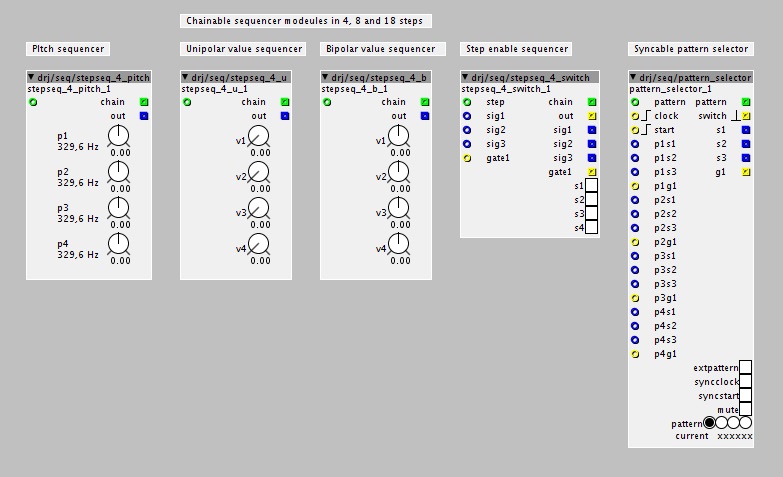 Chainable sequencer modeules in 4, 8 and 18 steps
PItch sequencer
Unipolar value sequencer
Bipolar value sequencer
Step enable sequencer
Syncable pattern selector
drj/seq/stepseq_4_pitch
stepseq_4_pitch_1
chain
out
p1
329,6 Hz
0.00
p2
329,6 Hz
0.00
p3
329,6 Hz
0.00
p4
329,6 Hz
0.00
drj/seq/stepseq_4_u
stepseq_4_u_1
chain
out
v1
0.00
v2
0.00
v3
0.00
v4
0.00
drj/seq/stepseq_4_b
stepseq_4_b_1
chain
out
v1
0.00
v2
0.00
v3
0.00
v4
0.00
drj/seq/stepseq_4_switch
stepseq_4_switch_1
step chain
sig1 out
sig2 sig1
sig3 sig2
gate1 sig3
gate1
s1
s2
s3
s4
drj/seq/pattern_selector
pattern_selector_1
pattern pattern
clock switch
start s1
p1s1 s2
p1s2 s3
p1s3 g1
p1g1
p2s1
p2s2
p2s3
p2g1
p3s1
p3s2
p3s3
p3g1
p4s1
p4s2
p4s3
p4g1
extpattern
syncclock
syncstart
mute
pattern
current xxxxxx